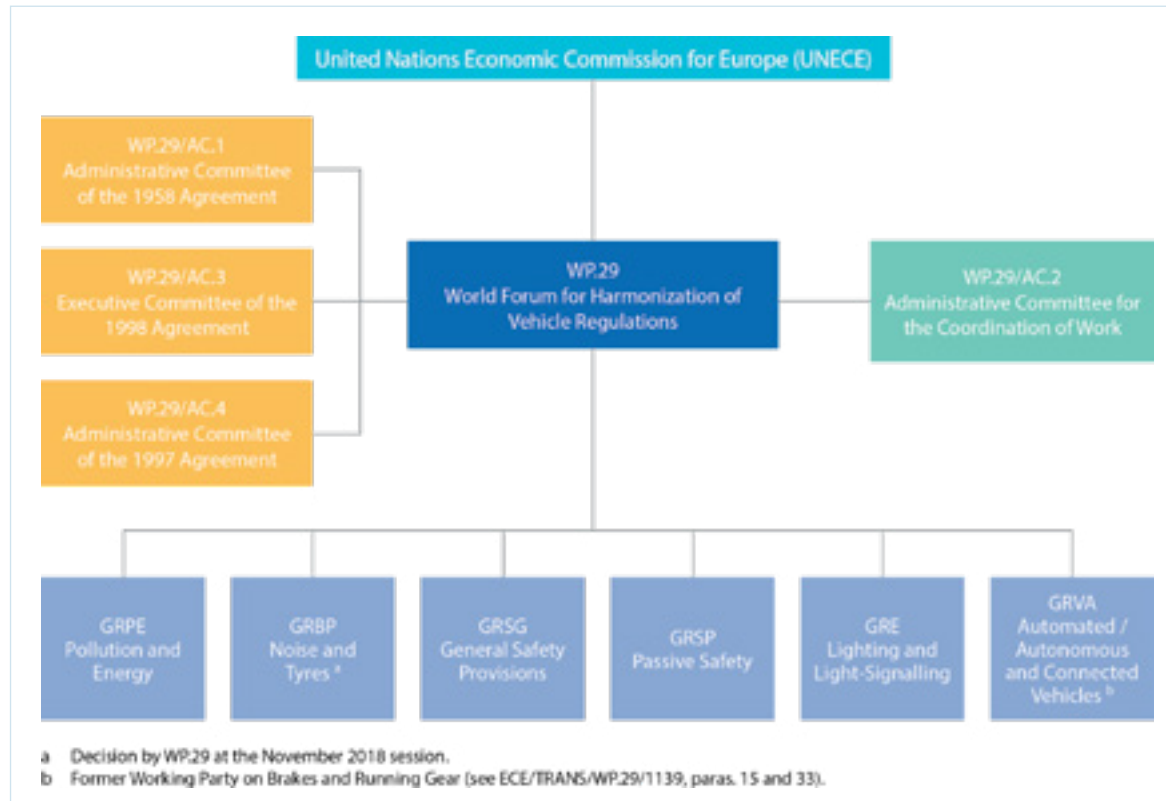 United Nations Economic Commission for Europe (UNECE)
WP.29/AC.1
Administrative Committee
of the 1958 Agreement
WP.29/AC.3
Executive Committee of the
1998 Agreement
WP.29/AC.4
Administrative Committee
of the 1997 Agreement
WP.29
World Forum for Harmonization of
Vehicle Regulations
WP.29/AC.2
Administrative Committee for
the Coordination of Work
GRPE
Pollution and
Energy
GRBP
Noise and
Tyres a
GRSG
General Safety
Provisions
GRSP
Passive Safety
GRE
Lighting and
Light-Signalling
GRVA
Automated /
Autonomous
and Connected
Vehicles b
a Decision by WP.29 at the November 2018 session.
b Former Working Party on Brakes and Running Gear (see ECE/TRANS/WP.29/1139, paras. 15 and 33).